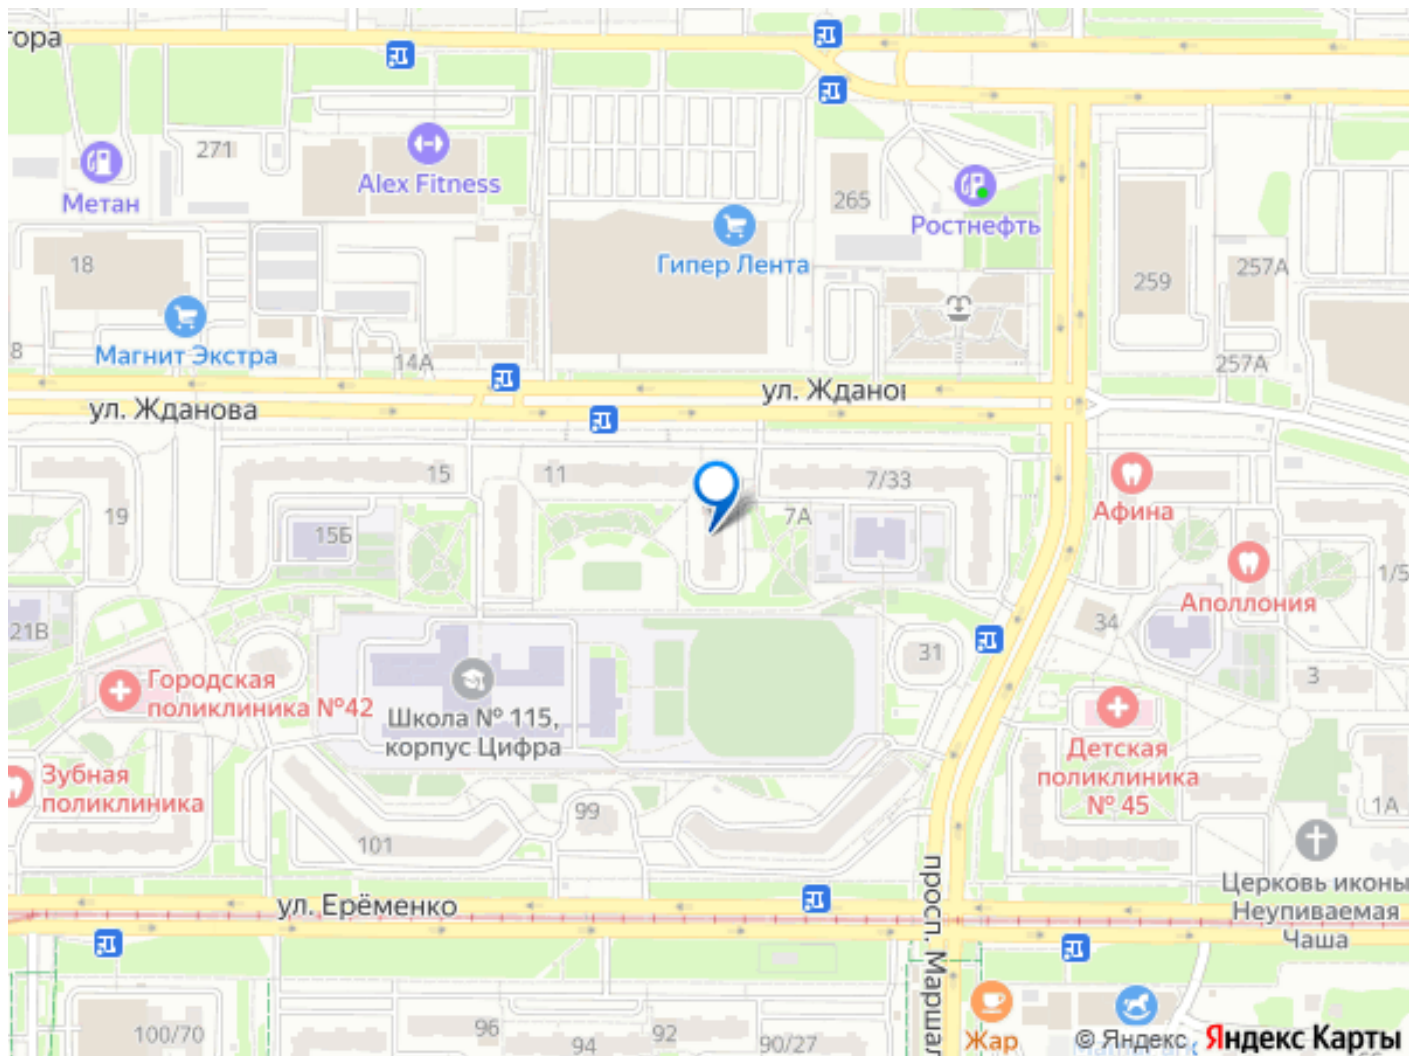 гора
271
Alex Fitness
Метан
265
Ростнефть
Гипер Лента
18
259
257А
Магнит Экстра
8
14А
257А
ул. Жданова
ул. Жданов
15
11
7/33
19
15Б
7А
Афина
1/5
Аполлония
21В
34
31
3
Городская
поликлиника №42
Школа № 115,
корпус Цифра
Детская
поликлиника
№ 45
Зубная
поликлиника
99
101
1А
Церковь иконы
Неупиваемая
Чаша
ул. Ерёменко
просп. Маршал
100/70
96
94
92
90/27
Жар
© Яндекс
Яндекс Карты